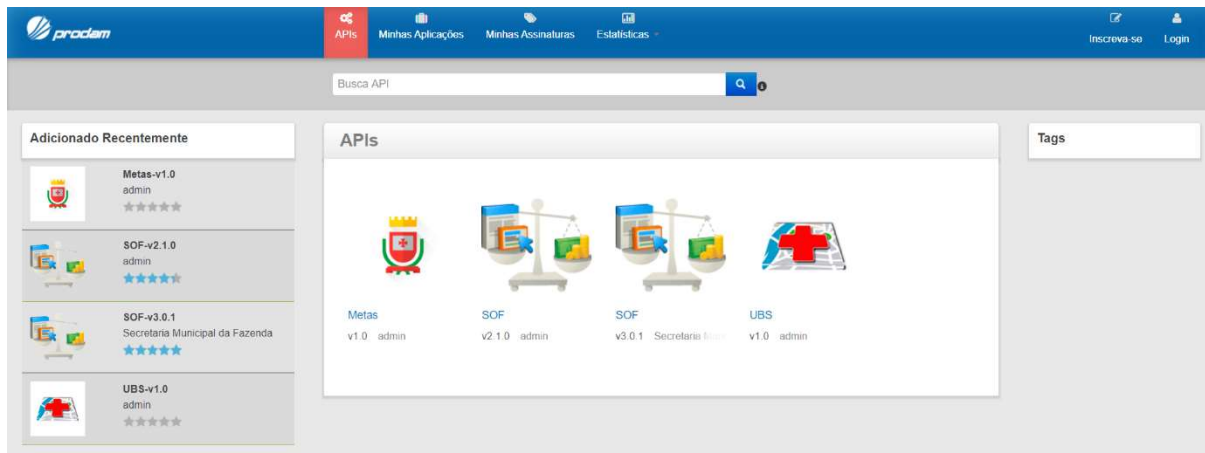 prodam
APIs
Minhas Aplicações
Minhas Assinaturas
Estatísticas
Inscreva-se
Login
Busca API
Adicionado Recentemente
Metas-v1.0
admin
SOF-v2.1.0
admin
SOF-v3.0.1
Secretaria Municipal da Fazenda
UBS-v1.0
admin
APIs
Metas
v1.0 admin
SOF
v2.1.0 admin
SOF
v3.0.1 Secretaria
UBS
v1.0 admin
Tags